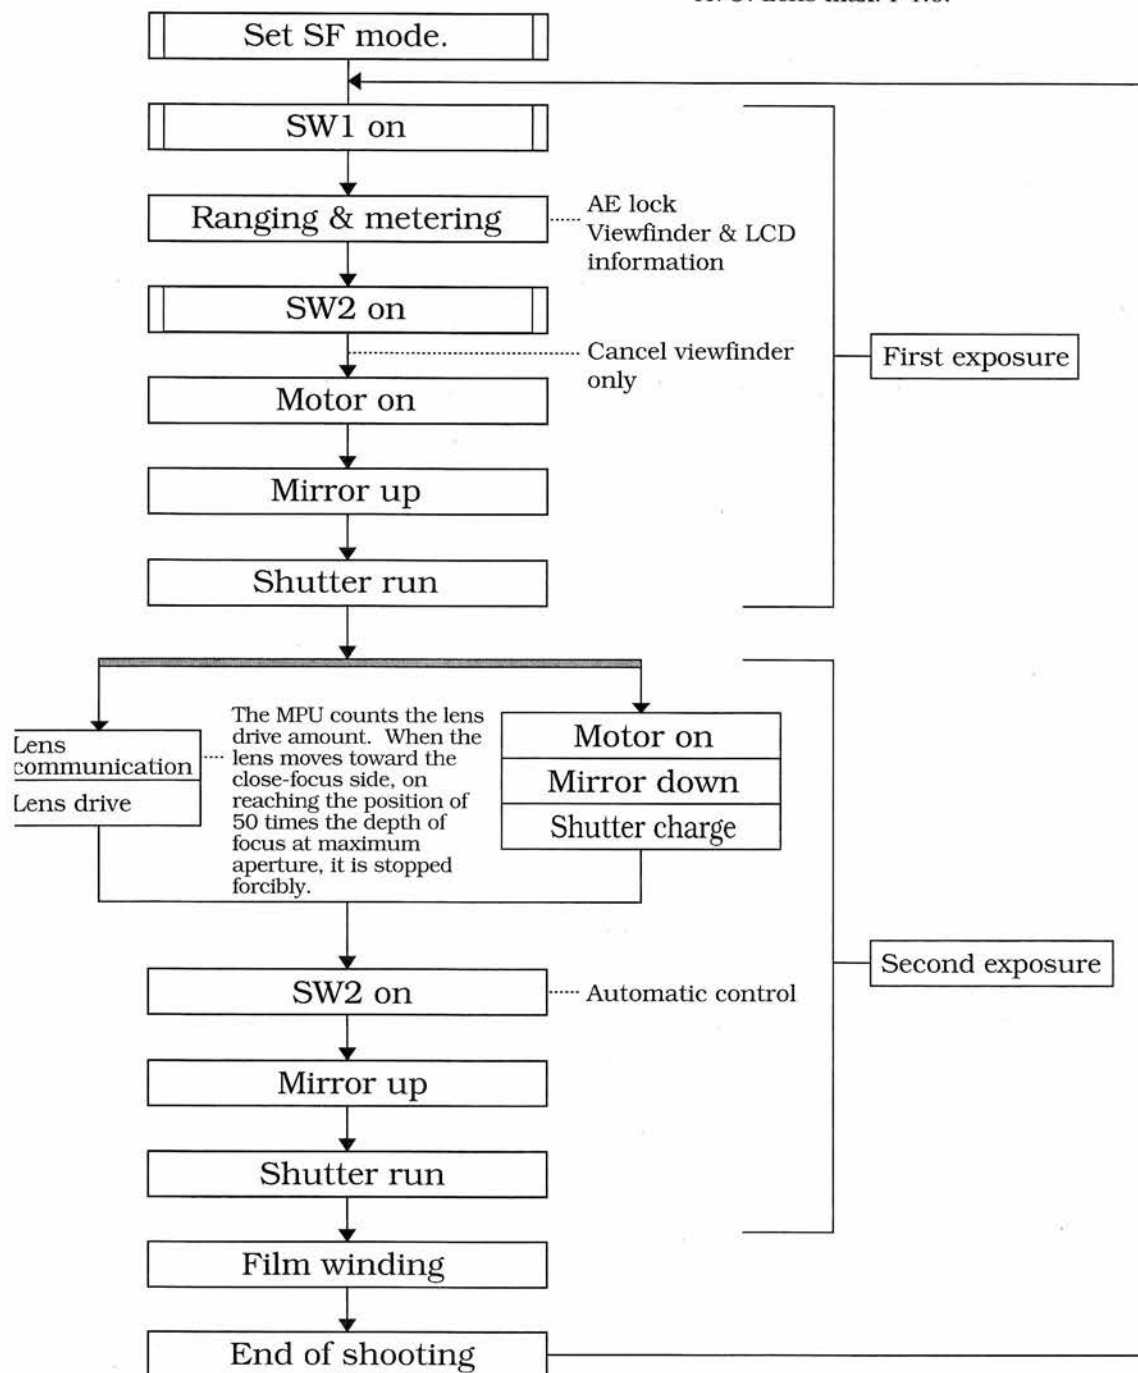 Set SF mode.
SW1 on
Ranging & metering
AE lock
Viewfinder & LCD
information
SW2 on
Cancel viewfinder
only
First exposure
Motor on
Mirror up
Shutter run
Lens
communication
Lens drive
The MPU counts the lens
drive amount. When the
lens moves toward the
close-focus side, on
reaching the position of
50 times the depth of
focus at maximum
aperture, it is stopped
forcibly.
Motor on
Mirror down
Shutter charge
Second exposure
SW2 on
Automatic control
Mirror up
Shutter run
Film winding
End of shooting